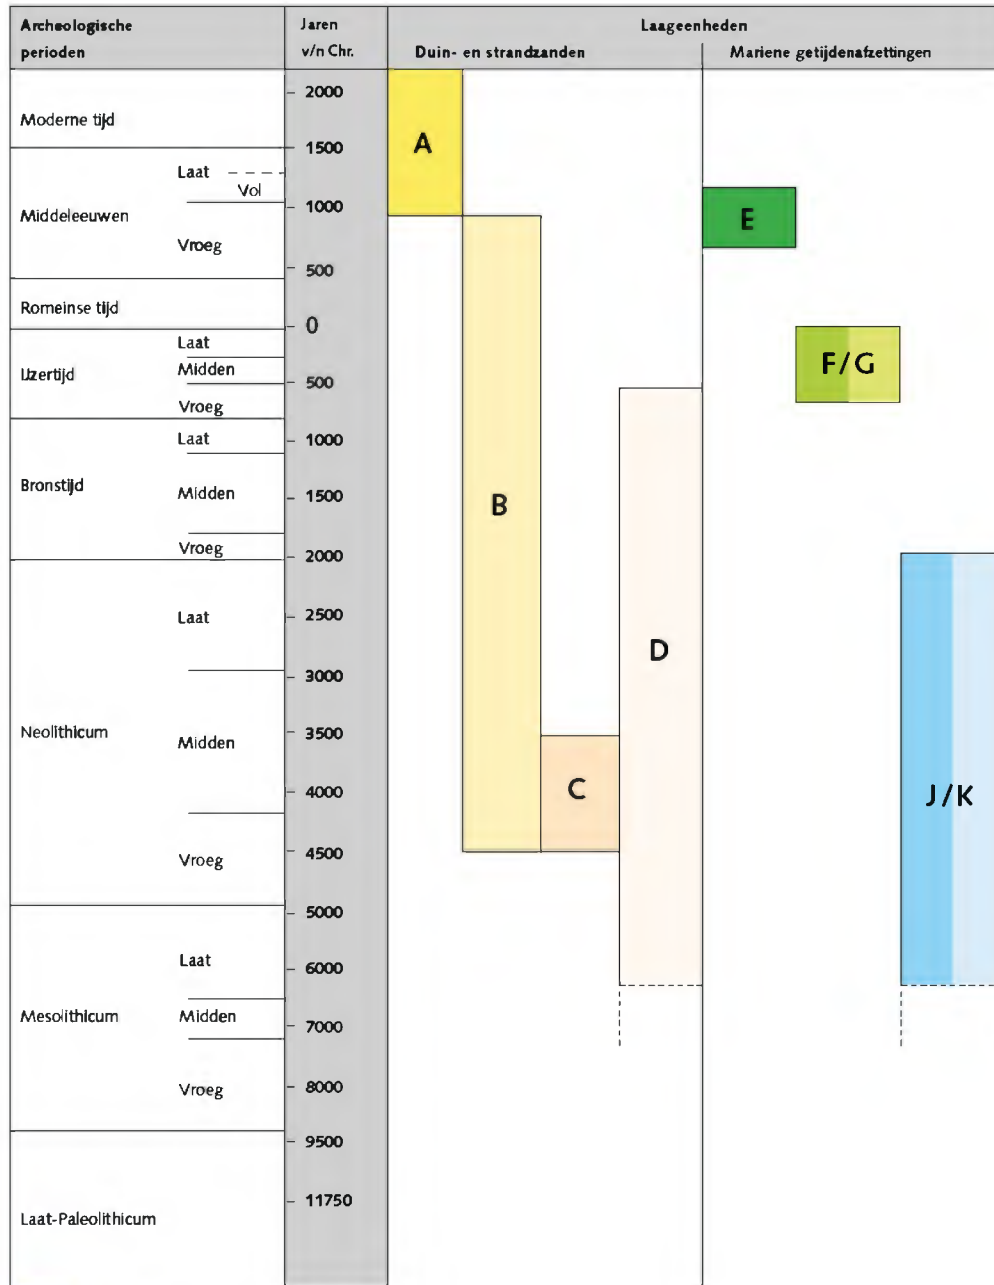 Archeologische perioden
Jaren v/n Chr.
Laageenheden
Duin- en strandzanden
Mariene getijdenafzettingen
2000
Moderne tijd
A
1500
Laat
Vol
Middeleeuwen
1000
E
Vroeg
500
Romeinse tijd
0
Laat
IJzertijd
Midden
F/G
500
Vroeg
Laat
1000
Bronstijd
Midden
1500
B
Vroeg
2000
Laat
2500
D
3000
Neolithicum
Midden
3500
C
4000
J/K
Vroeg
4500
5000
Laat
6000
Mesolithicum
Midden
7000
Vroeg
8000
9500
11750
Laat-Paleolithicum